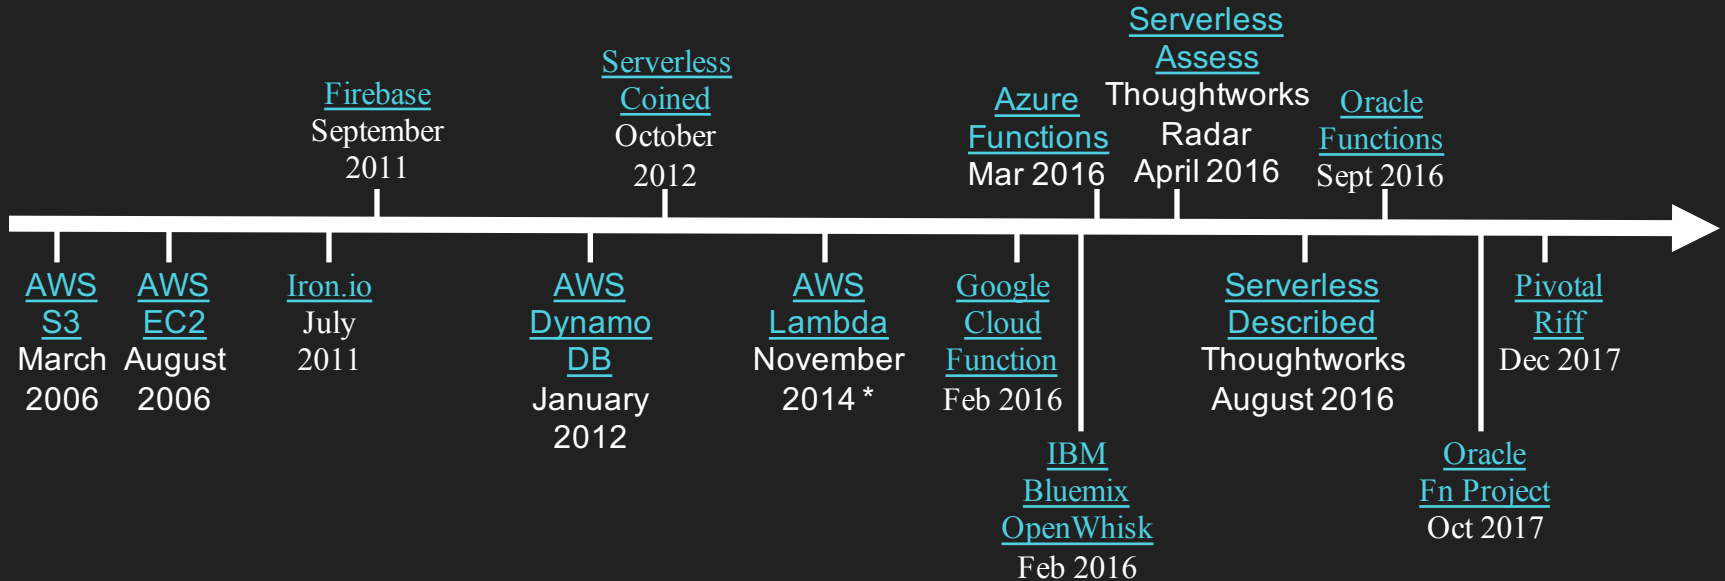 Firebase
September
2011
Serverless
Coined
October
2012
Azure
Functions
Mar 2016
Serverless
Assess
Thoughtworks
Radar
April 2016
Oracle
Functions
Sept 2016
AWS
S3
March
2006
AWS
EC2
August
2006
Iron.io
July
2011
AWS
Dynamo
DB
January
2012
AWS
Lambda
November
2014 *
Google
Cloud
Function
Feb 2016
IBM
Bluemix
OpenWhisk
Feb 2016
Serverless
Described
Thoughtworks
August 2016
Oracle
Fn Project
Oct 2017
Pivotal
Riff
Dec 2017